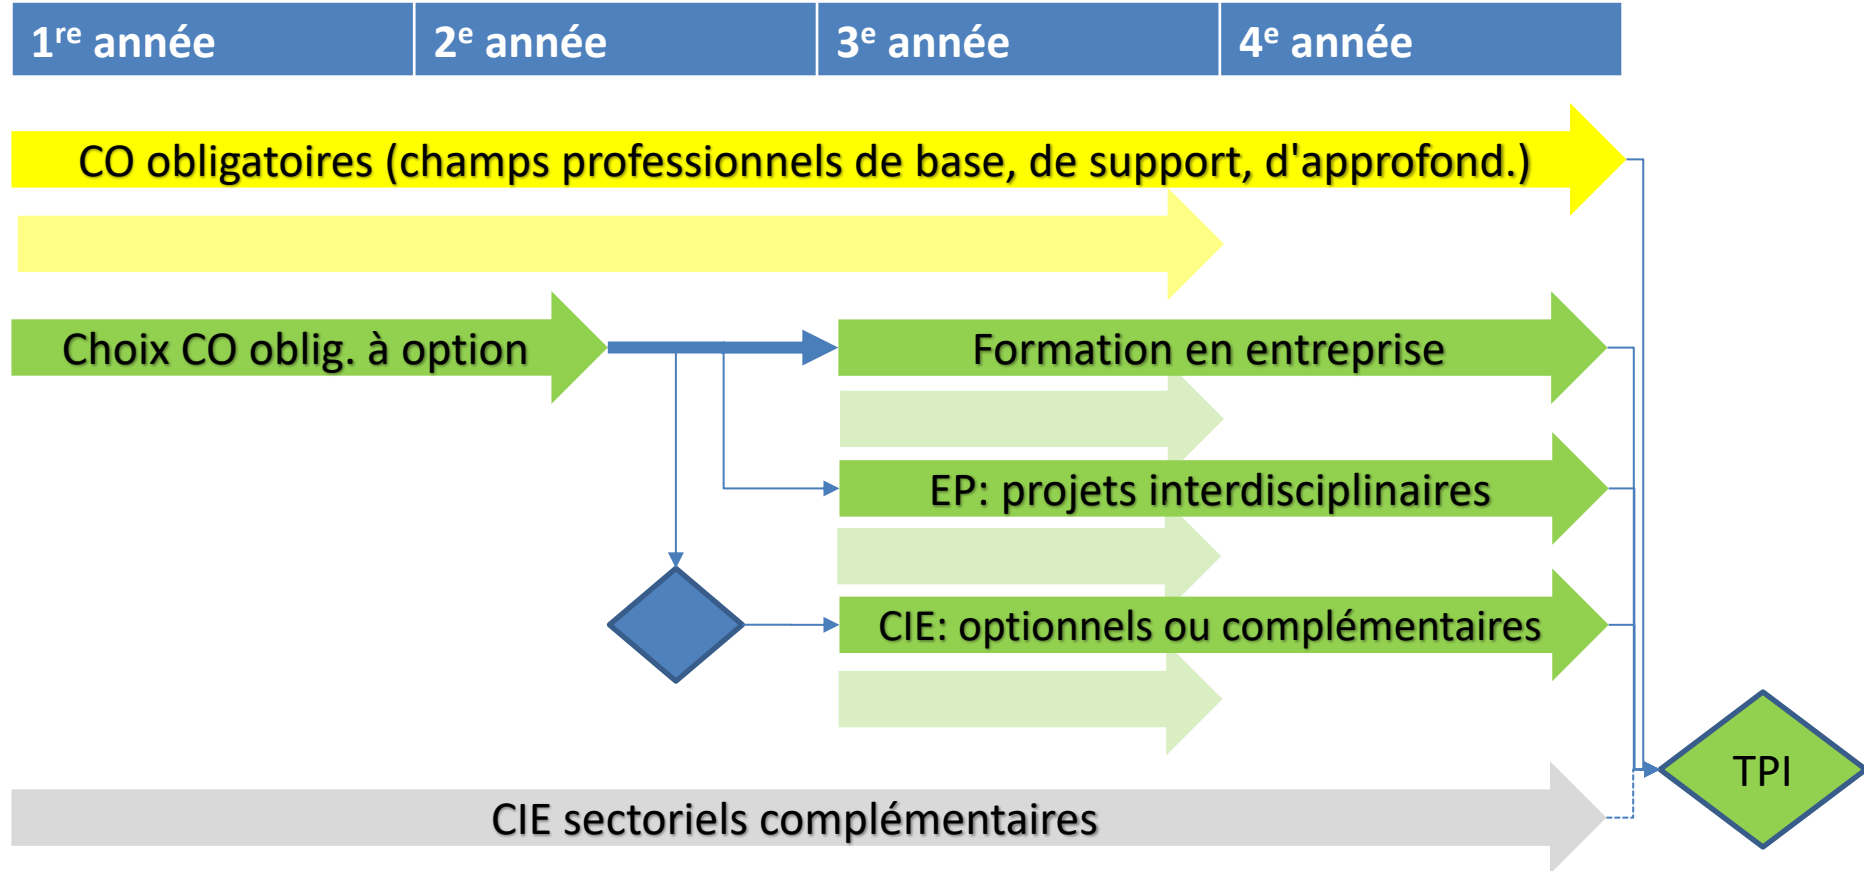 1re année
2e année
3e année
4e année
CO obligatoires (champs professionnels de base, de support, d'approfond.)
Choix CO oblig. à option
Formation en entreprise
EP: projets interdisciplinaires
CIE: optionnels ou complémentaires
TPI
CIE sectoriels complémentaires